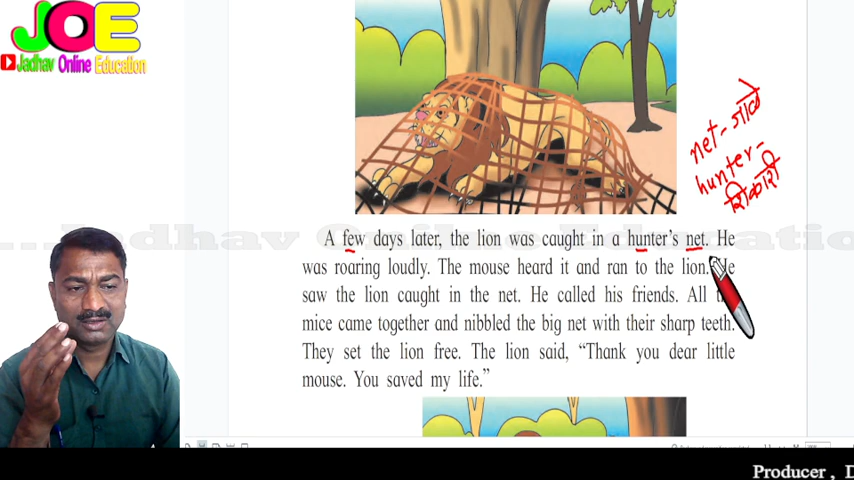 JOE
Jadhav Online Education
net - जाळे
hunter -
शिकारी
A few days later, the lion was caught in a hunter's net. He
was roaring loudly. The mouse heard it and ran to the lion. He
saw the lion caught in the net. He called his friends. All
mice came together and nibbled the big net with their sharp teeth.
They set the lion free. The lion said, “Thank you dear little
mouse. You saved my life.”
Producer , D